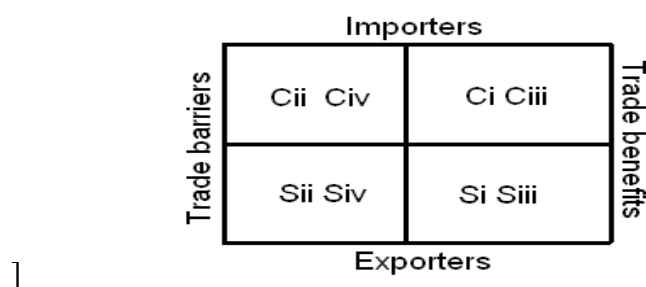 Importers
Trade barriers
Cii Civ
Ci Ciii
Trade benefits
Sii Siv
Si Siii
Exporters
]